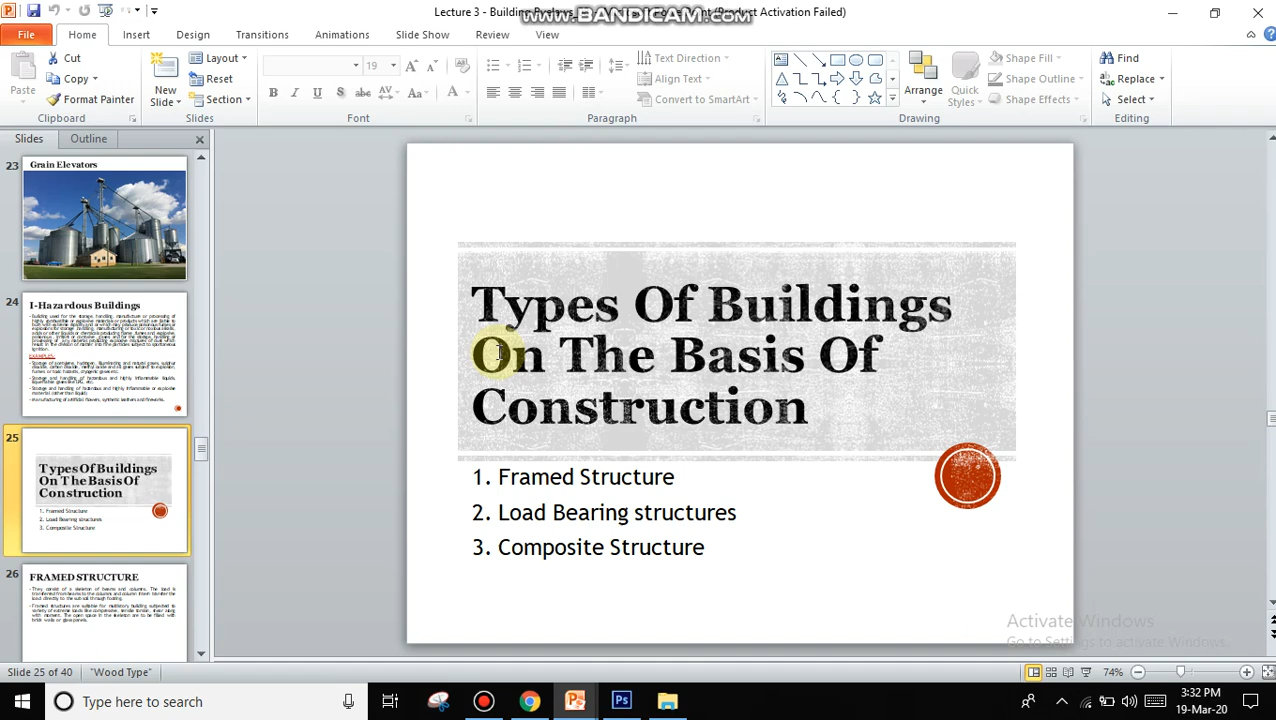 Lecture 3 - Building Byelaws
(Product Activation Failed)
www.BANDICAM.com
File
Home
Insert
Design
Transitions
Animations
Slide Show
Review
View
Paste
Cut
Copy
Format Painter
Clipboard
New
Slide
Layout
Reset
Section
Slides
19
Font
Paragraph
Text Direction
Align Text
Convert to SmartArt
Arrange
Quick
Styles
Shape Fill
Shape Outline
Shape Effects
Drawing
Find
Replace
Select
Editing
Slides
Outline
23
Grain Elevators
24
I-Hazardous Buildings
EXAMPLES:
25
Types Of Buildings
On The Basis Of
Construction
1. Framed Structure
2. Load Bearing structures
3. Composite Structure
26
FRAMED STRUCTURE
Types Of Buildings
On The Basis Of
Construction
1. Framed Structure
2. Load Bearing structures
3. Composite Structure
Activate Windows
Go to Settings to activate Windows.
Slide 25 of 40
"Wood Type"
74%
Type here to search
3:32 PM
19-Mar-20